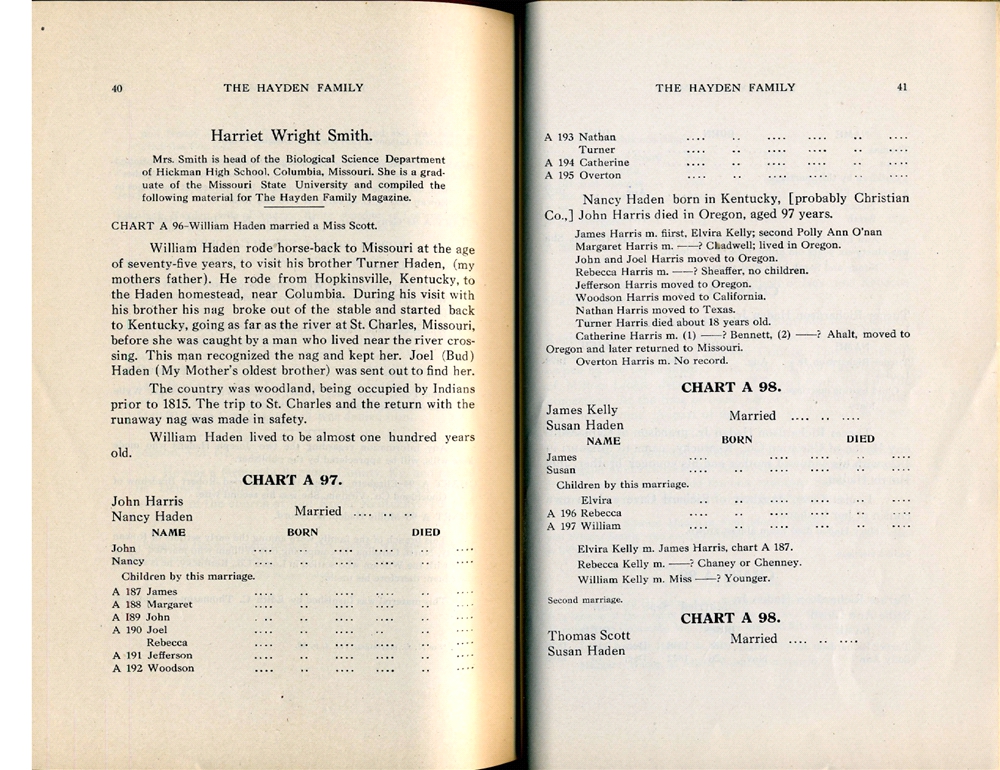 40
THE HAYDEN FAMILY
Harriet Wright Smith.
Mrs. Smith is head of the Biological Science Department
of Hickman High School, Columbia, Missouri. She is a grad-
uate of the Missouri State University and compiled the
following material for The Hayden Family Magazine.
CHART A 96-William Haden married a Miss Scott.
William Haden rode horse-back to Missouri at the age
of seventy-five years, to visit his brother Turner Haden, (my
mothers father). He rode from Hopkinsville, Kentucky, to
the Haden homestead, near Columbia. During his visit with
his brother his nag broke out of the stable and started back
to Kentucky, going as far as the river at St. Charles, Missouri,
before she was caught by a man who lived near the river cros-
sing. This man recognized the nag and kept her. Joel (Bud)
Haden (My Mother's oldest brother) was sent out to find her.
The country was woodland, being occupied by Indians
prior to 1815. The trip to St. Charles and the return with the
runaway nag was made in safety.
William Haden lived to be almost one hundred years
old.
CHART A 97.
John Harris
Nancy Haden
Married .... .. ..
NAME BORN DIED
John .... .. .... .... .. ....
Nancy .... .. .... .... .. ....
Children by this marriage.
A 187 James .... .. .... .... .. ....
A 188 Margaret .... .. .... .... .. ....
A I89 John . .. .. .... .... .. ....
A 190 Joel .... .. .... .. .. ....
Rebecca .... .. .... .... .. ....
A 191 Jefferson .... .. .... .... .. ....
A 192 Woodson .... .. .... .... .. ....
THE HAYDEN FAMILY
41
A 193 Nathan .... .. .... .... .. ....
Turner .... .. .... .... .. ....
A 194 Catherine .... .. .... .... .. ....
A 195 Overton .... .. .... .... .. ....
Nancy Haden born in Kentucky, [probably Christian
Co.,] John Harris died in Oregon, aged 97 years.
James Harris m. fiirst, Elvira Kelly; second Polly Ann O'nan
Margaret Harris m. ——? Chadwell; lived in Oregon.
John and Joel Harris moved to Oregon.
Rebecca Harris m. ——? Sheaffer, no children.
Jefferson Harris moved to Oregon.
Woodson Harris moved to California.
Nathan Harris moved to Texas.
Turner Harris died about 18 years old.
Catherine Harris m. (1) ——? Bennett, (2) ——? Ahalt, moved to
Oregon and later returned to Missouri.
Overton Harris m. No record.
CHART A 98.
James Kelly
Susan Haden
Married .... .. ....
NAME BORN DIED
James .... .... .... .. ....
Susan .... .. .... .... .. ....
Children by this marriage.
Elvira .. .. .... .... .. ....
A 196 Rebecca .... .. .... .... .. ....
A 197 William .... .. .... ... .. ....
Elvira Kelly m. James Harris, chart A 187.
Rebecca Kelly m. ——? Chaney or Chenney.
William Kelly m. Miss ——? Younger.
Second marriage.
CHART A 98.
Thomas Scott
Susan Haden
Married .... .. ....